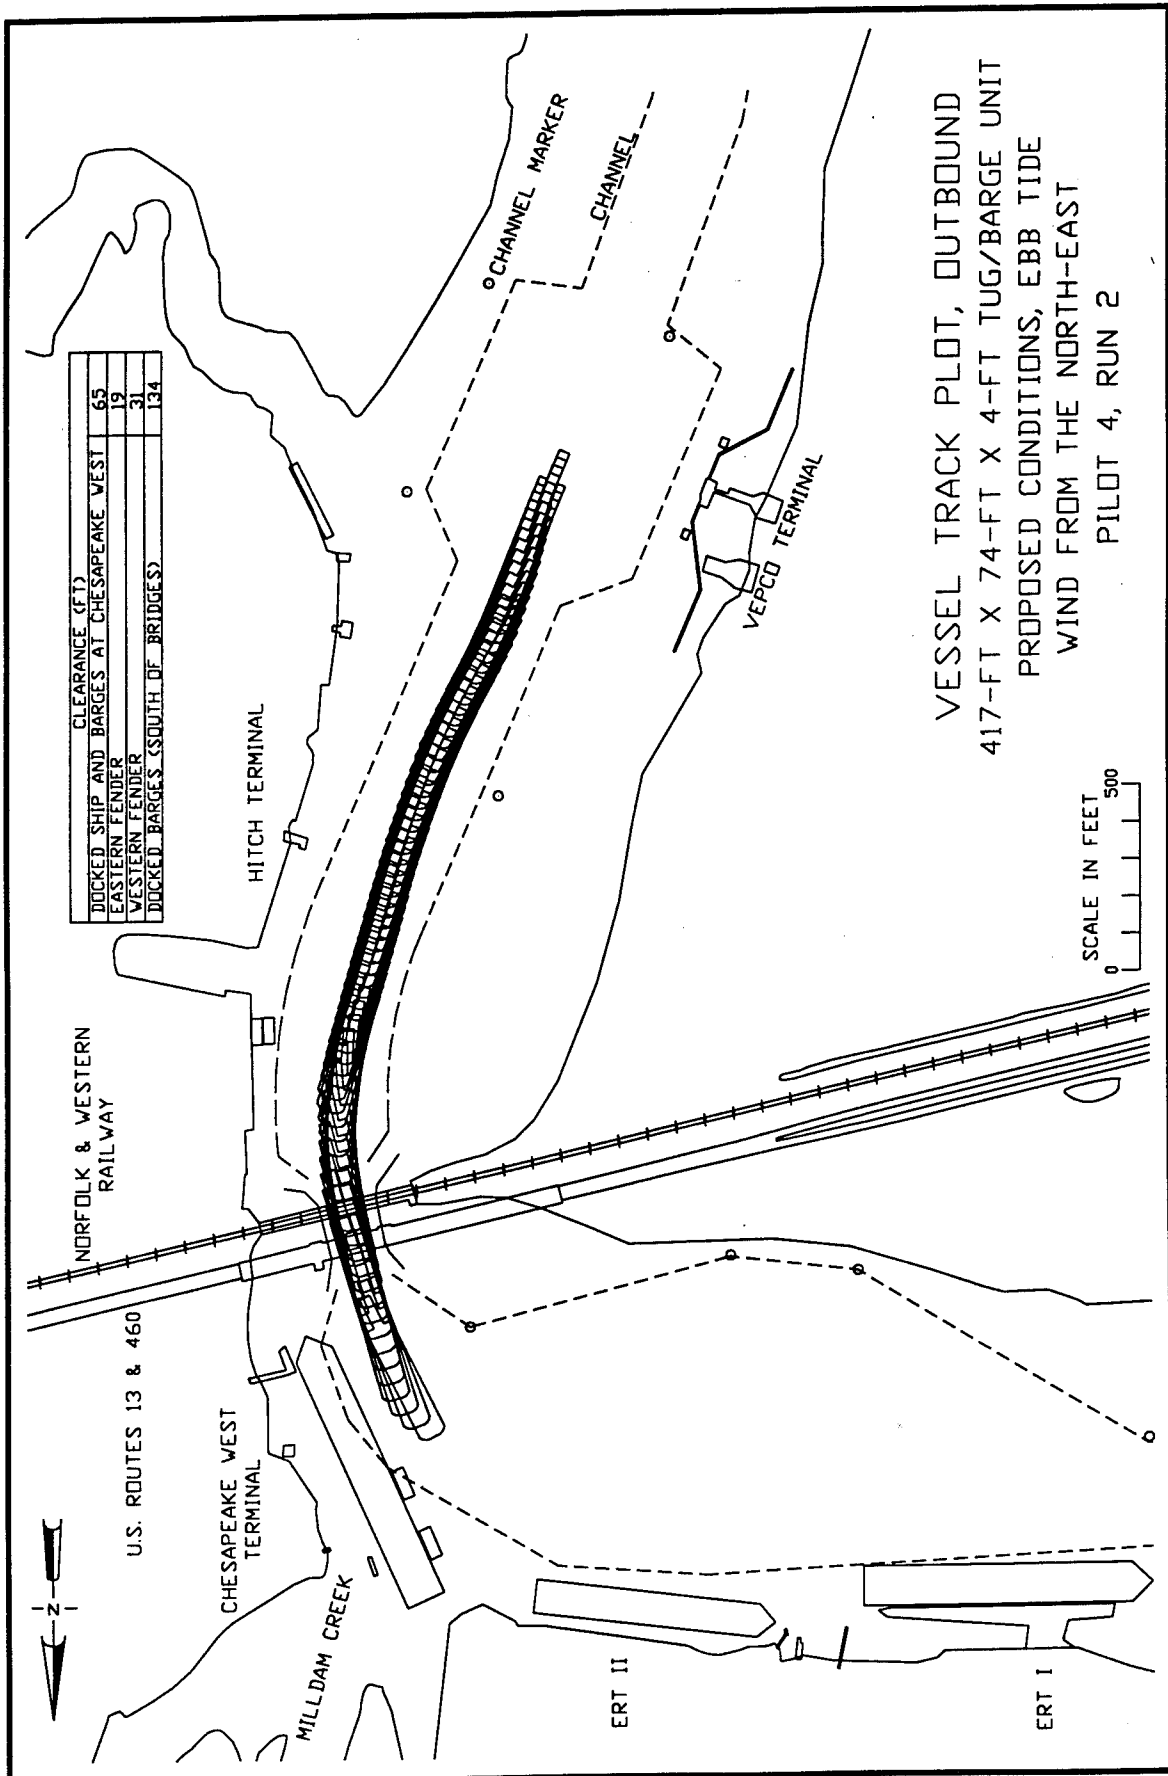 CLEARANCE (FT)
DOCKED SHIP AND BARGES AT CHESAPEAKE WEST 65
EASTERN FENDER 19
WESTERN FENDER 31
DOCKED BARGES (SOUTH OF BRIDGES) 134
N
U.S. ROUTES 13 & 460
NORFOLK & WESTERN
RAILWAY
CHESAPEAKE WEST
TERMINAL
MILLDAM CREEK
HITCH TERMINAL
CHANNEL MARKER
CHANNEL
VEPCO TERMINAL
ERT II
ERT I
SCALE IN FEET
0 500
VESSEL TRACK PLOT, OUTBOUND
417-FT X 74-FT X 4-FT TUG/BARGE UNIT
PROPOSED CONDITIONS, EBB TIDE
WIND FROM THE NORTH-EAST
PILOT 4, RUN 2